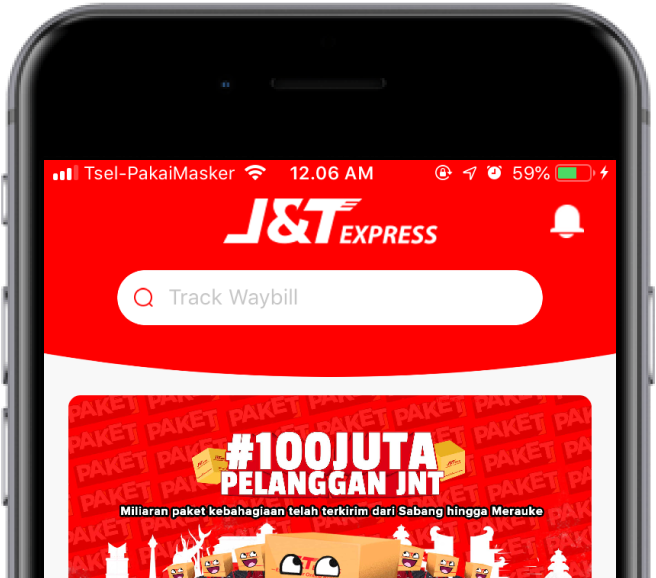 Tsel-PakaiMasker 12.06 AM 59%
J&T EXPRESS
Track Waybill
PAKET PAKET PAKET PAKET PAKET PAKET
#100JUTA
PELANGGAN JNT
Miliaran paket kebahagiaan telah terkirim dari Sabang hingga Merauke